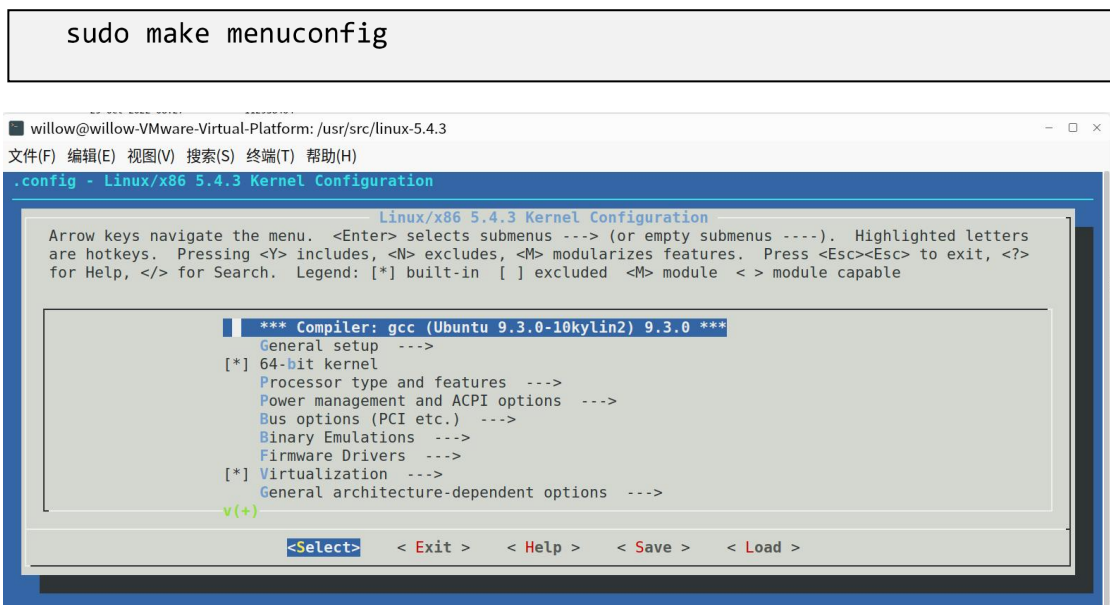 sudo make menuconfig
willow@willow-VMware-Virtual-Platform: /usr/src/linux-5.4.3
文件(F) 编辑(E) 视图(V) 搜索(S) 终端(T) 帮助(H)
.config - Linux/x86 5.4.3 Kernel Configuration
Linux/x86 5.4.3 Kernel Configuration
Arrow keys navigate the menu. <Enter> selects submenus ---> (or empty submenus ----). Highlighted letters
are hotkeys. Pressing <Y> includes, <N> excludes, <M> modularizes features. Press <Esc><Esc> to exit, <?>
for Help, </> for Search. Legend: [*] built-in [ ] excluded <M> module < > module capable
*** Compiler: gcc (Ubuntu 9.3.0-10kylin2) 9.3.0 ***
General setup --->
[*] 64-bit kernel
Processor type and features --->
Power management and ACPI options --->
Bus options (PCI etc.) --->
Binary Emulations --->
Firmware Drivers --->
[*] Virtualization --->
General architecture-dependent options --->
v(+)
<Select> < Exit > < Help > < Save > < Load >